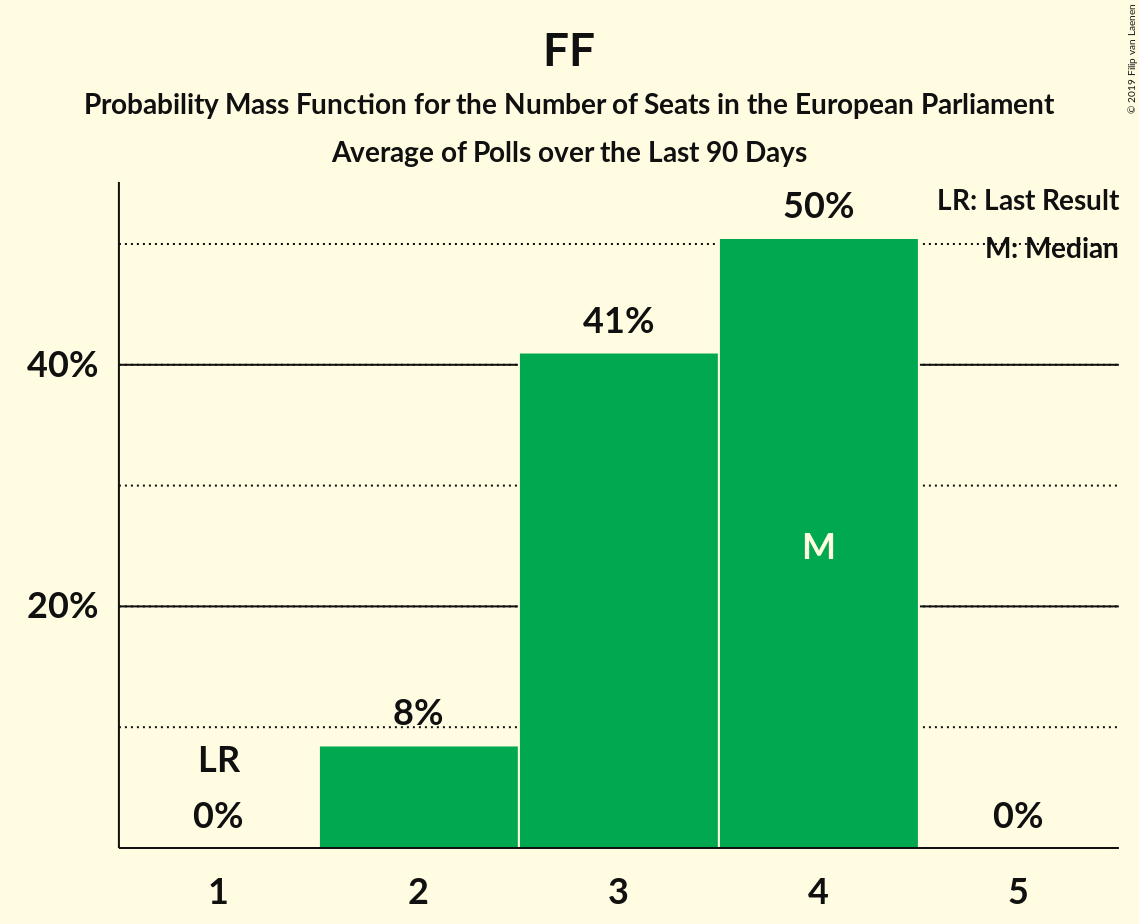 FF
Probability Mass Function for the Number of Seats in the European Parliament
Average of Polls over the Last 90 Days
© 2019 Filip van Laenen
LR: Last Result
M: Median
50%
41%
40%
M
20%
8%
LR
0%
0%
1 2 3 4 5